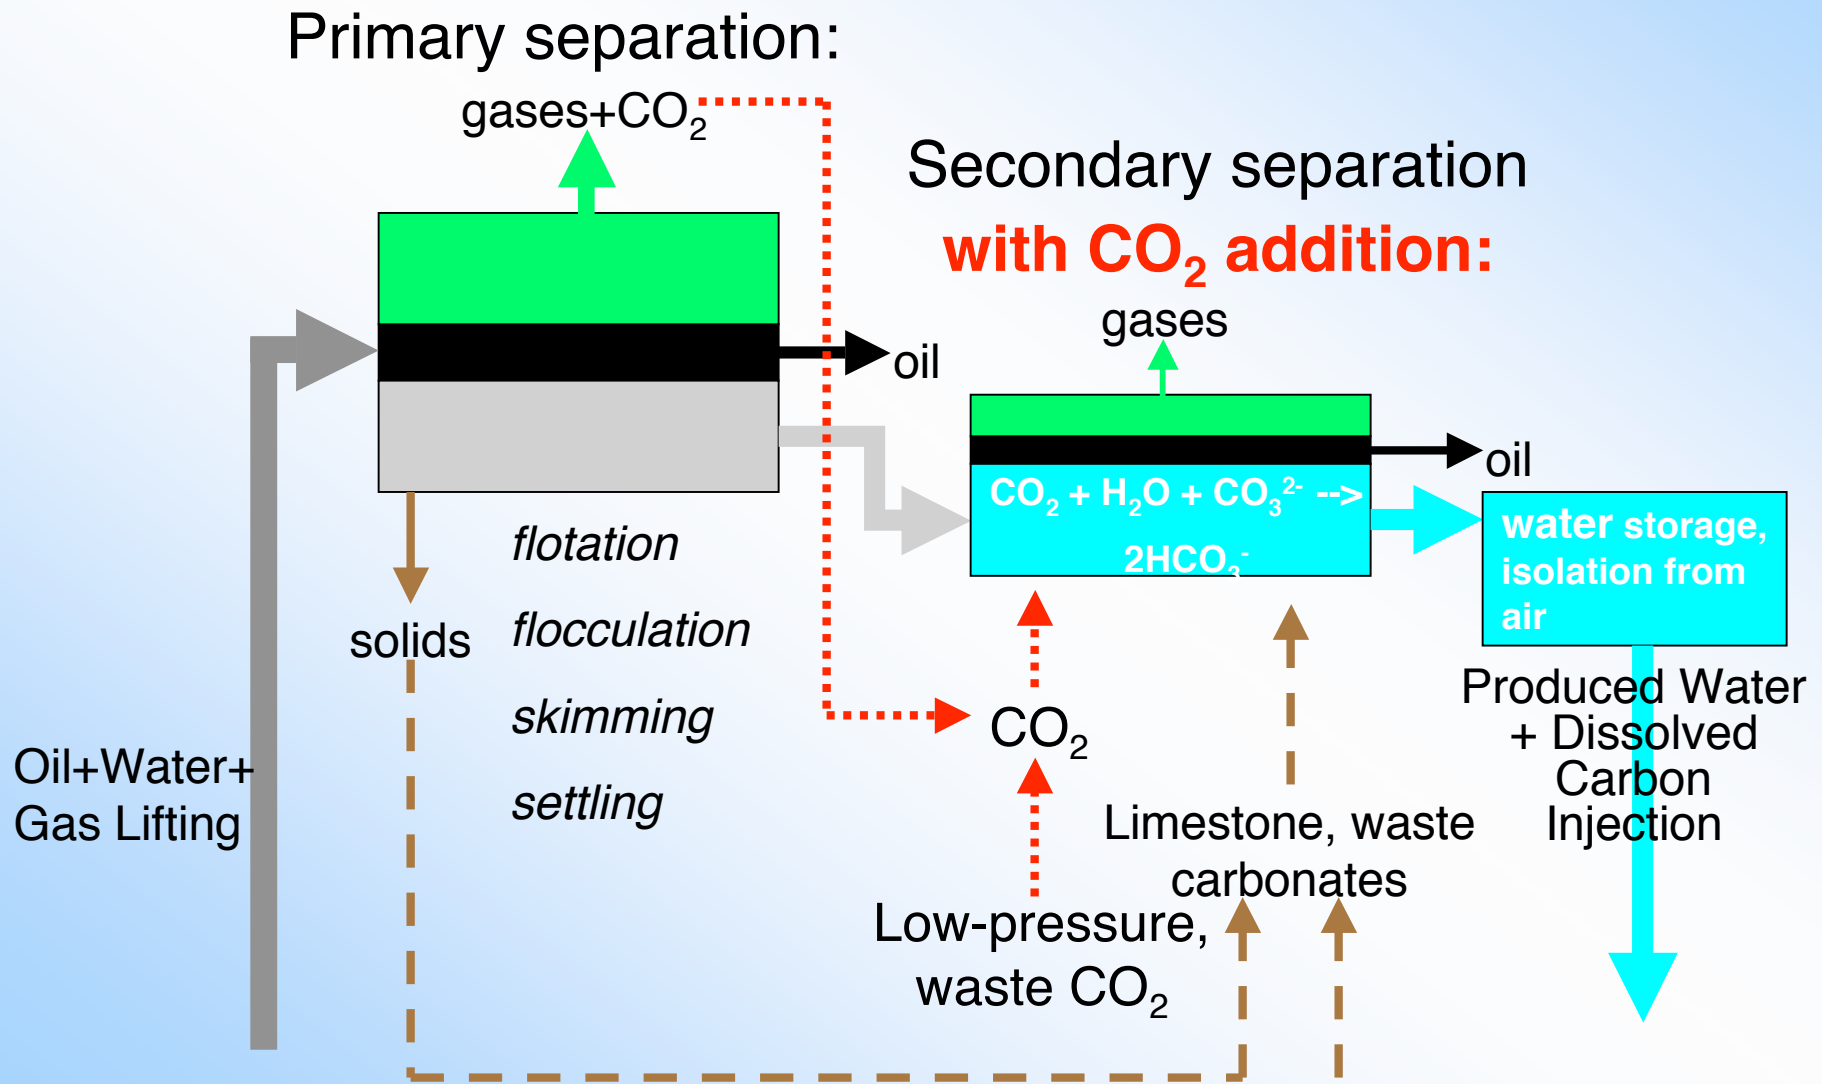 Primary separation:
gases+CO₂
Secondary separation
with CO₂ addition:
gases
oil
oil
CO₂ + H₂O + CO₃²⁻ -->
2HCO₃⁻
water storage,
isolation from
air
flotation
flocculation
skimming
settling
solids
CO₂
Oil+Water+
Gas Lifting
Produced Water
+ Dissolved
Carbon
Injection
Limestone, waste
carbonates
Low-pressure,
waste CO₂